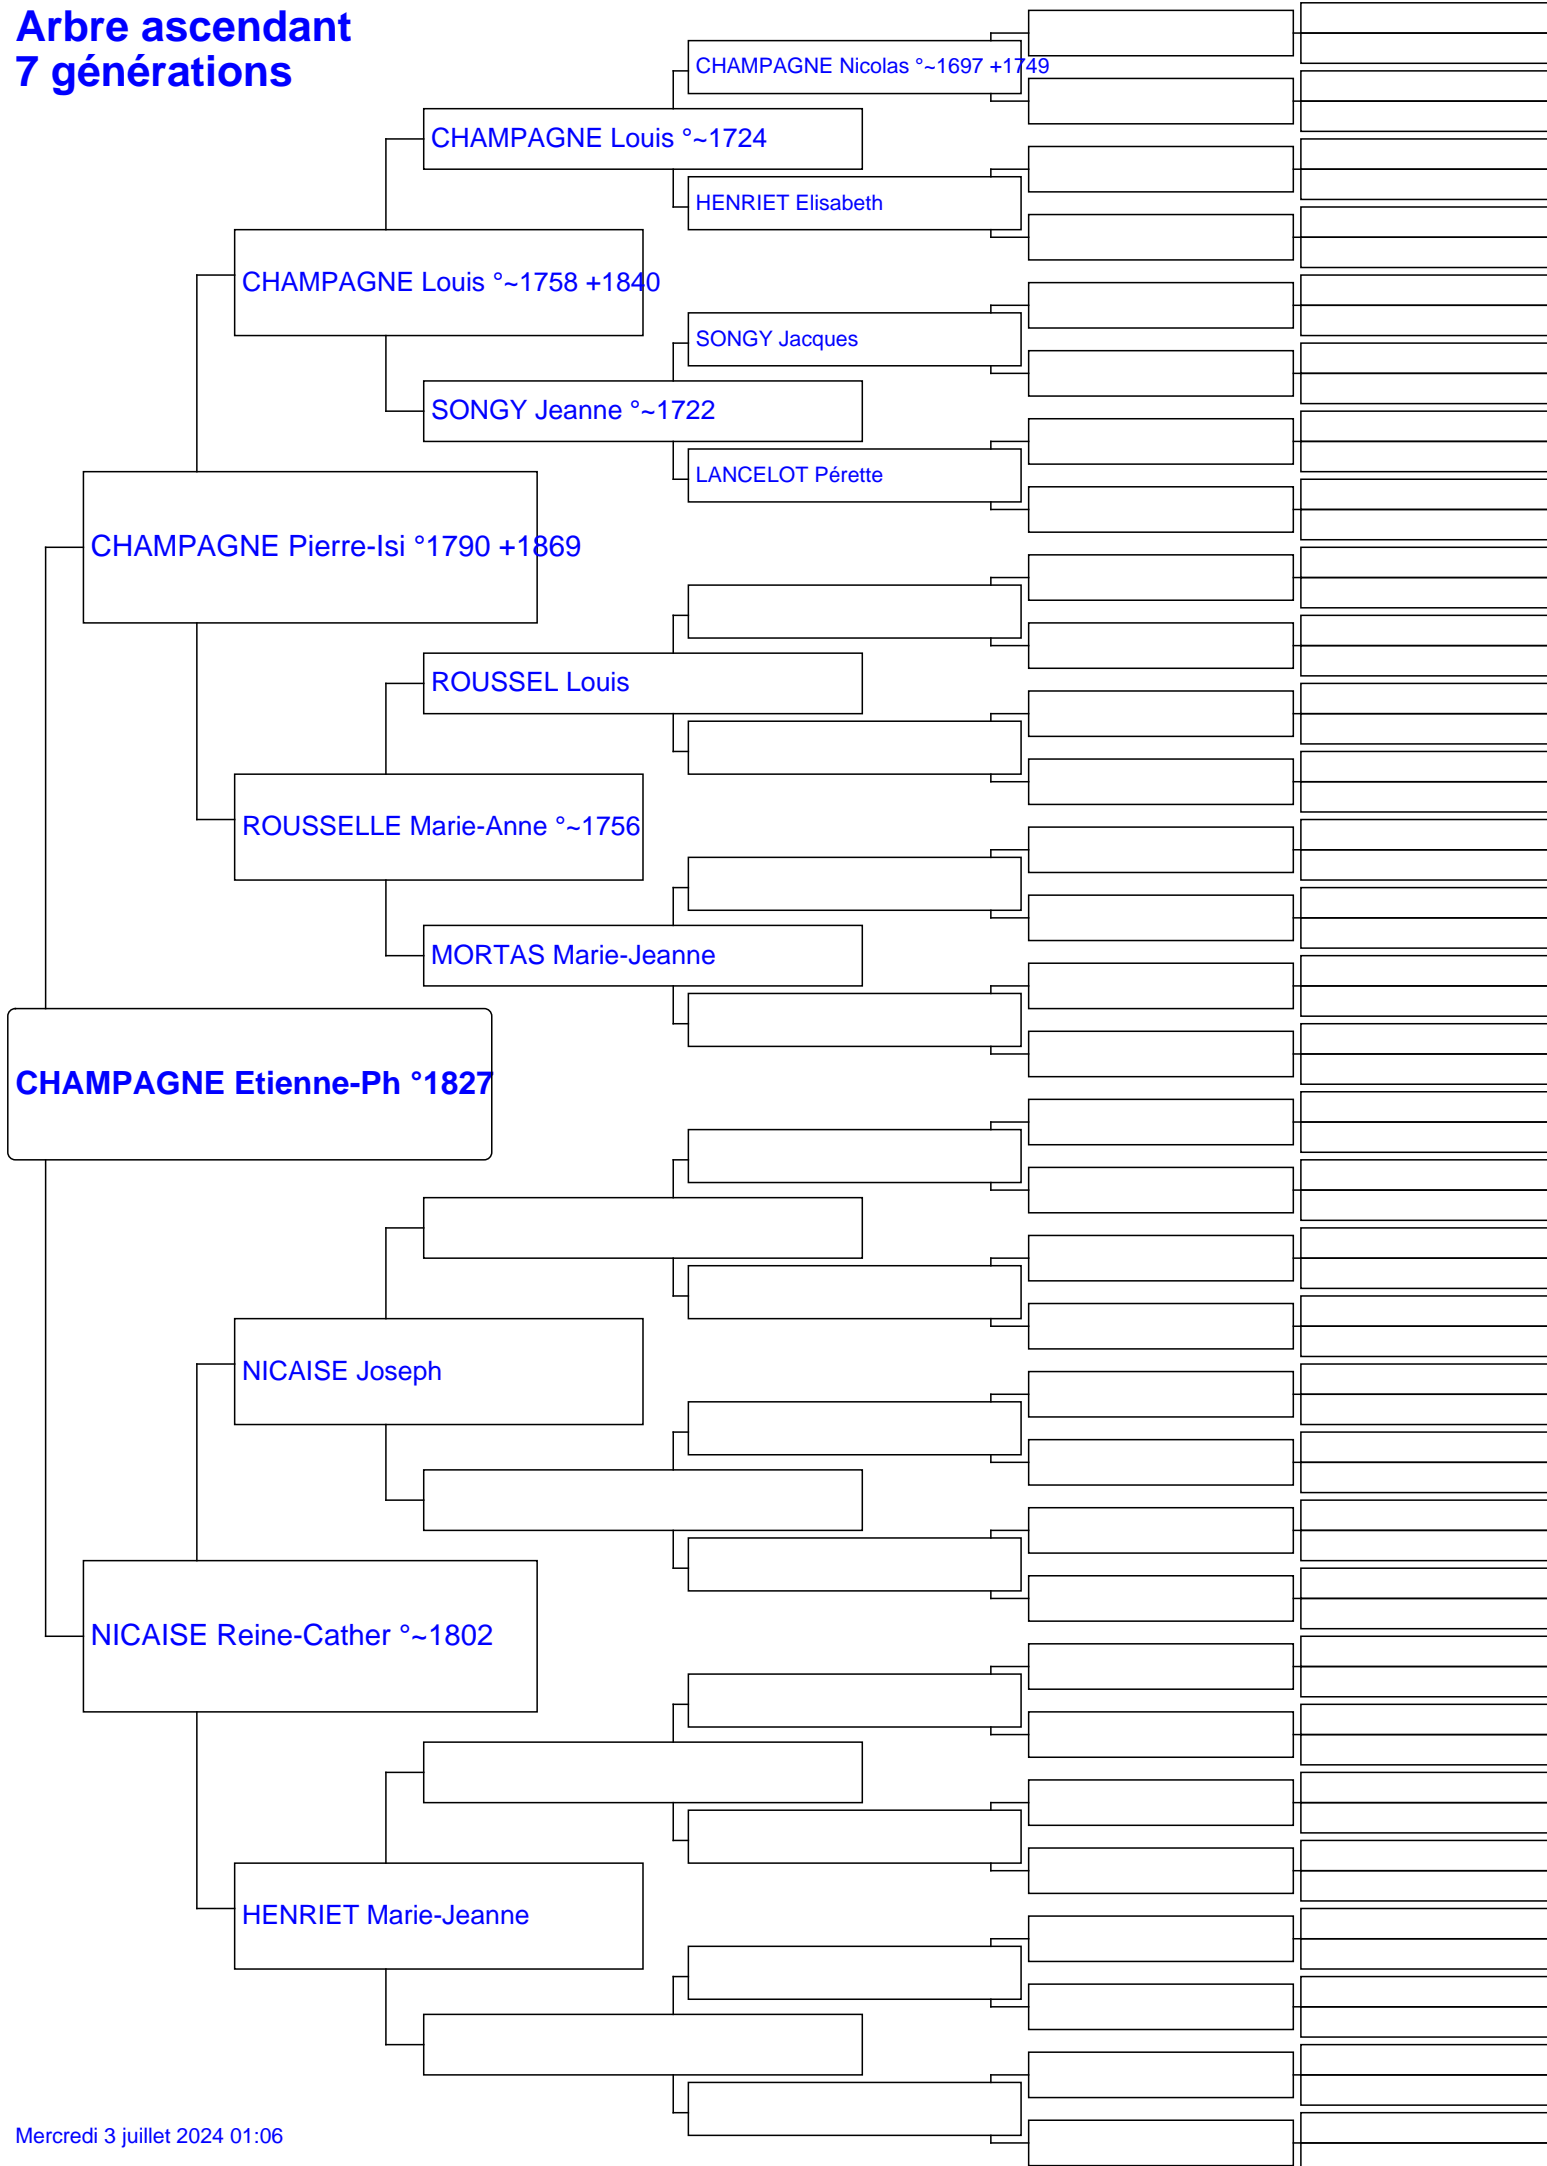 Arbre ascendant
7 générations
CHAMPAGNE Nicolas °~1697 +1749
CHAMPAGNE Louis °~1724
HENRIET Elisabeth
CHAMPAGNE Louis °~1758 +1840
SONGY Jacques
SONGY Jeanne °~1722
LANCELOT Pérette
CHAMPAGNE Pierre-Isi °1790 +1869
ROUSSEL Louis
ROUSSELLE Marie-Anne °~1756
MORTAS Marie-Jeanne
CHAMPAGNE Etienne-Ph °1827
NICAISE Joseph
NICAISE Reine-Cather °~1802
HENRIET Marie-Jeanne
Mercredi 3 juillet 2024 01:06